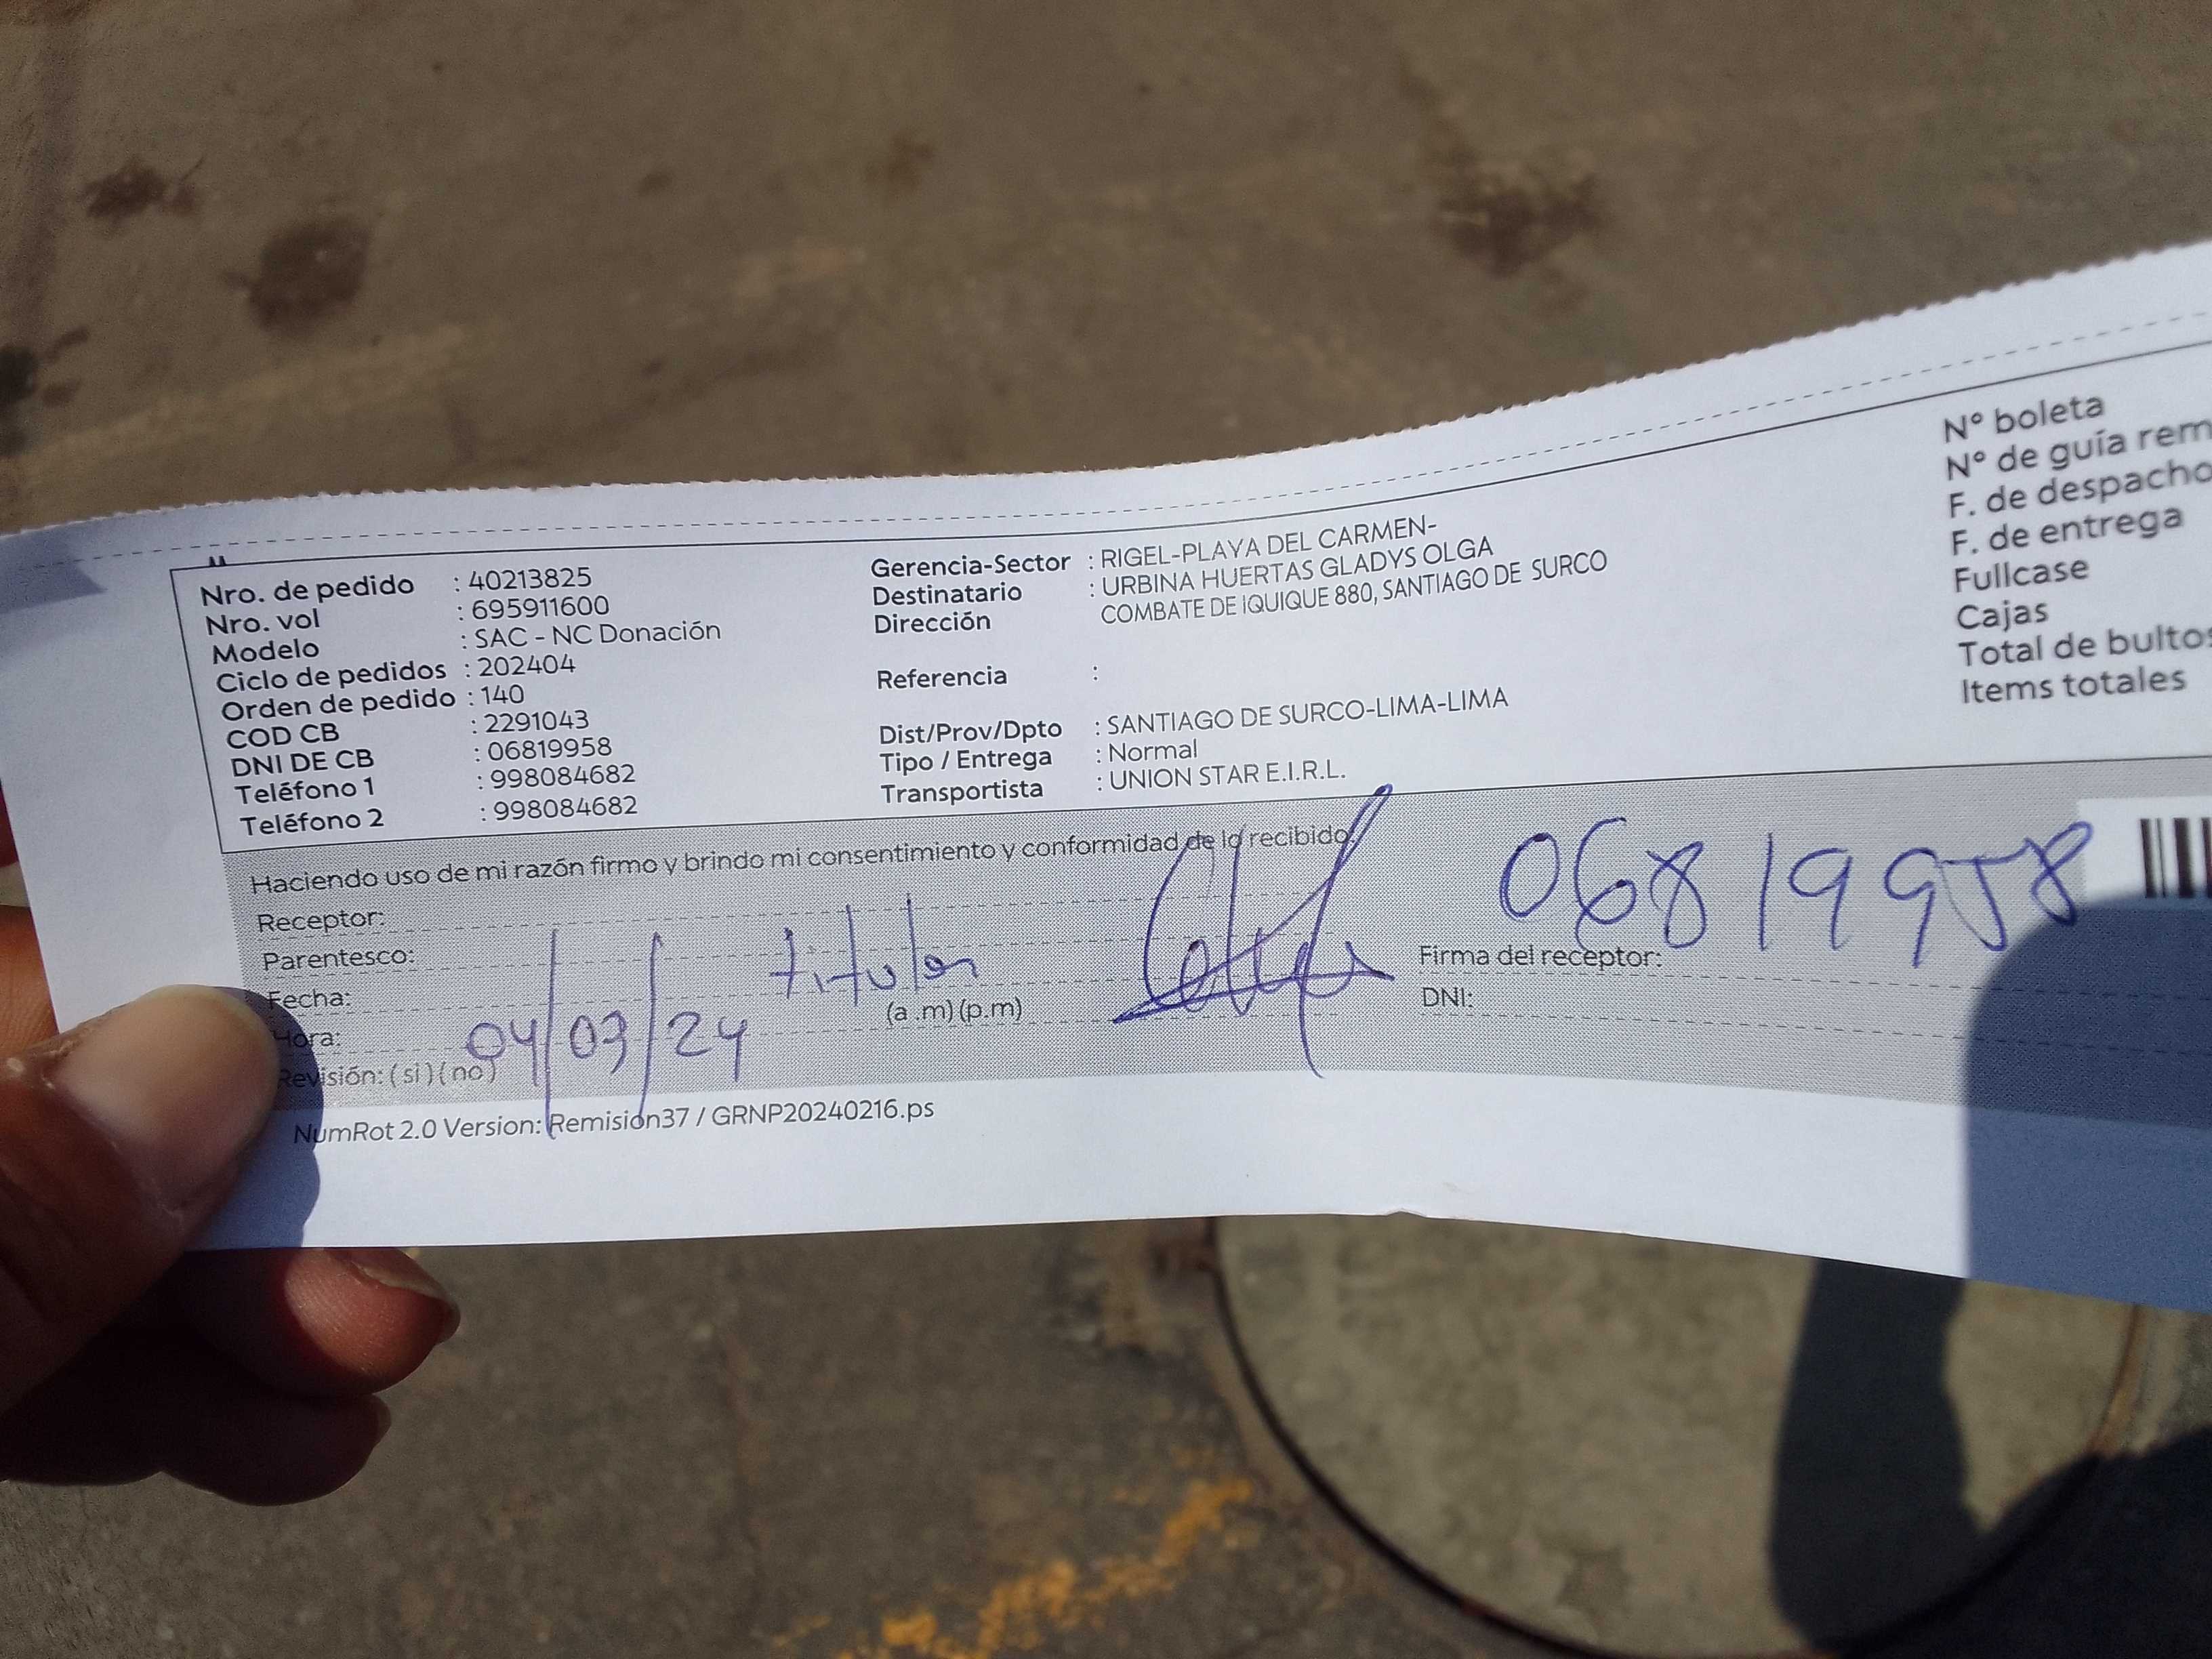 Nro. de pedido : 40213825
Nro. vol : 695911600
Modelo : SAC - NC Donación
Ciclo de pedidos : 202404
Orden de pedido : 140
COD CB : 2291043
DNI DE CB : 06819958
Teléfono 1 : 998084682
Teléfono 2 : 998084682
Gerencia-Sector : RIGEL-PLAYA DEL CARMEN-
Destinatario : URBINA HUERTAS GLADYS OLGA
Dirección : COMBATE DE IQUIQUE 880, SANTIAGO DE SURCO
Referencia :
Dist/Prov/Dpto : SANTIAGO DE SURCO-LIMA-LIMA
Tipo / Entrega : Normal
Transportista : UNION STAR E.I.R.L.
N° boleta
N° de guía rem
F. de despacho
F. de entrega
Fullcase
Cajas
Total de bultos
Items totales
Haciendo uso de mi razón firmo y brindo mi consentimiento y conformidad de lo recibido.
Receptor:
Parentesco: titular
Fecha: 04/03/24
Hora: (a .m) (p.m)
Revisión: ( si ) ( no )
06819958
Firma del receptor:
DNI:
NumRot 2.0 Version: Remisión37 / GRNP20240216.ps